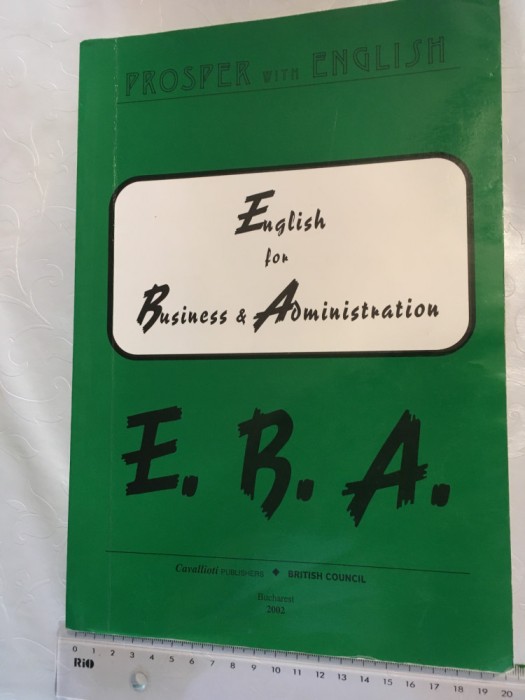 PROSPER WITH ENGLISH
English
for
Business & Administration
E. B. A.
Cavallioti PUBLISHERS ◆ BRITISH COUNCIL
Bucharest
2002
0 1 2 3 4 5 6 7 8 9 10 11 12 13 14 15 16 17 18 19 20
RiO